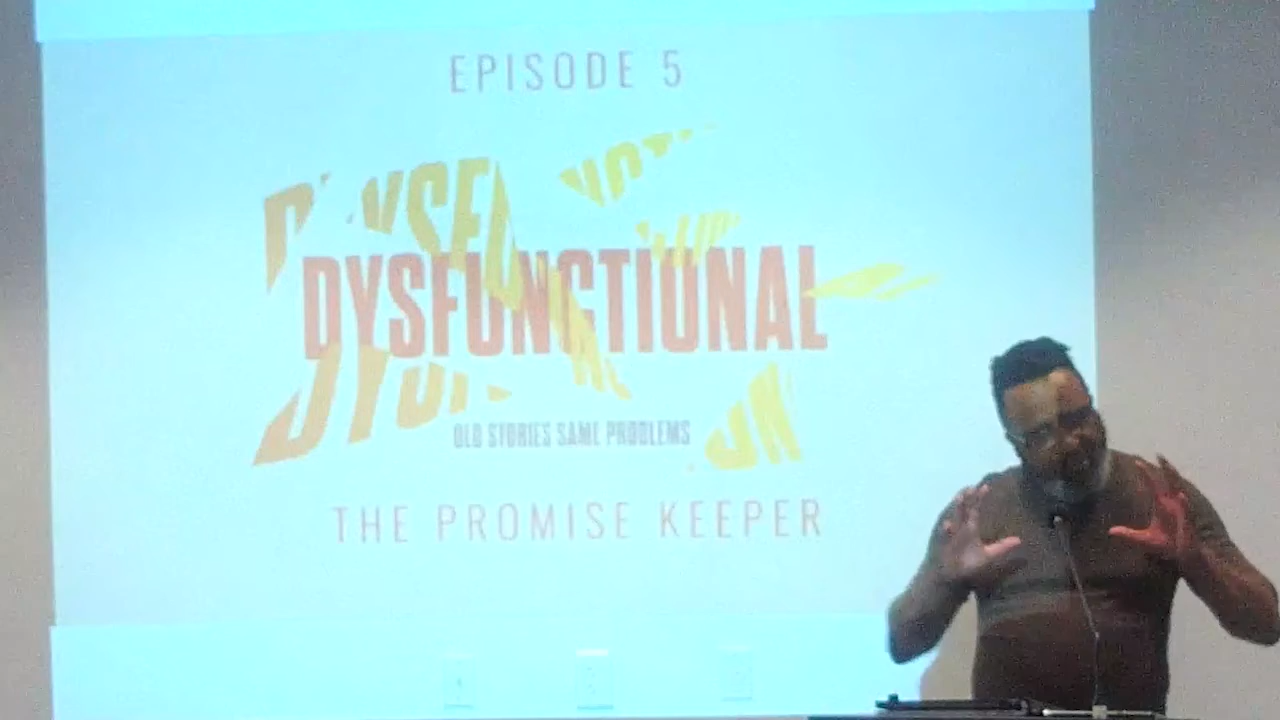 EPISODE 5
DYSFUNCTIONAL
OLD STORIES SAME PROBLEMS
THE PROMISE KEEPER